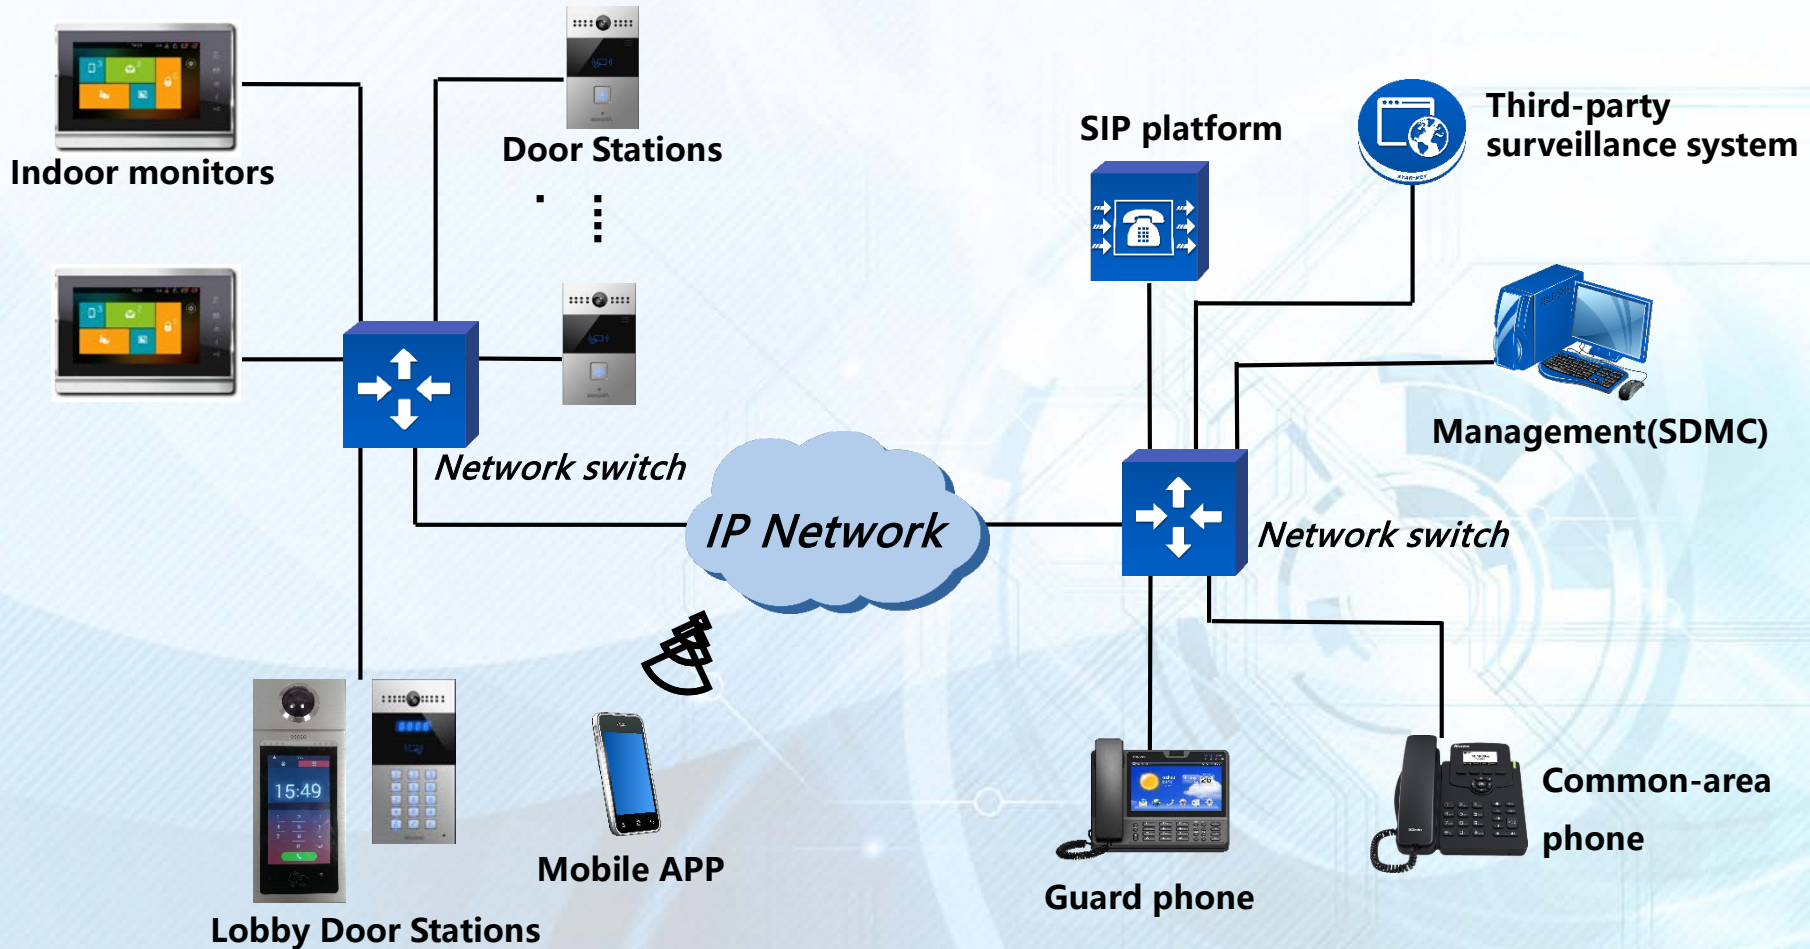 Indoor monitors
Door Stations
SIP platform
Third-party
surveillance system
Management(SDMC)
Network switch
IP Network
Network switch
15:49
Mobile APP
Guard phone
Common-area
phone
Lobby Door Stations